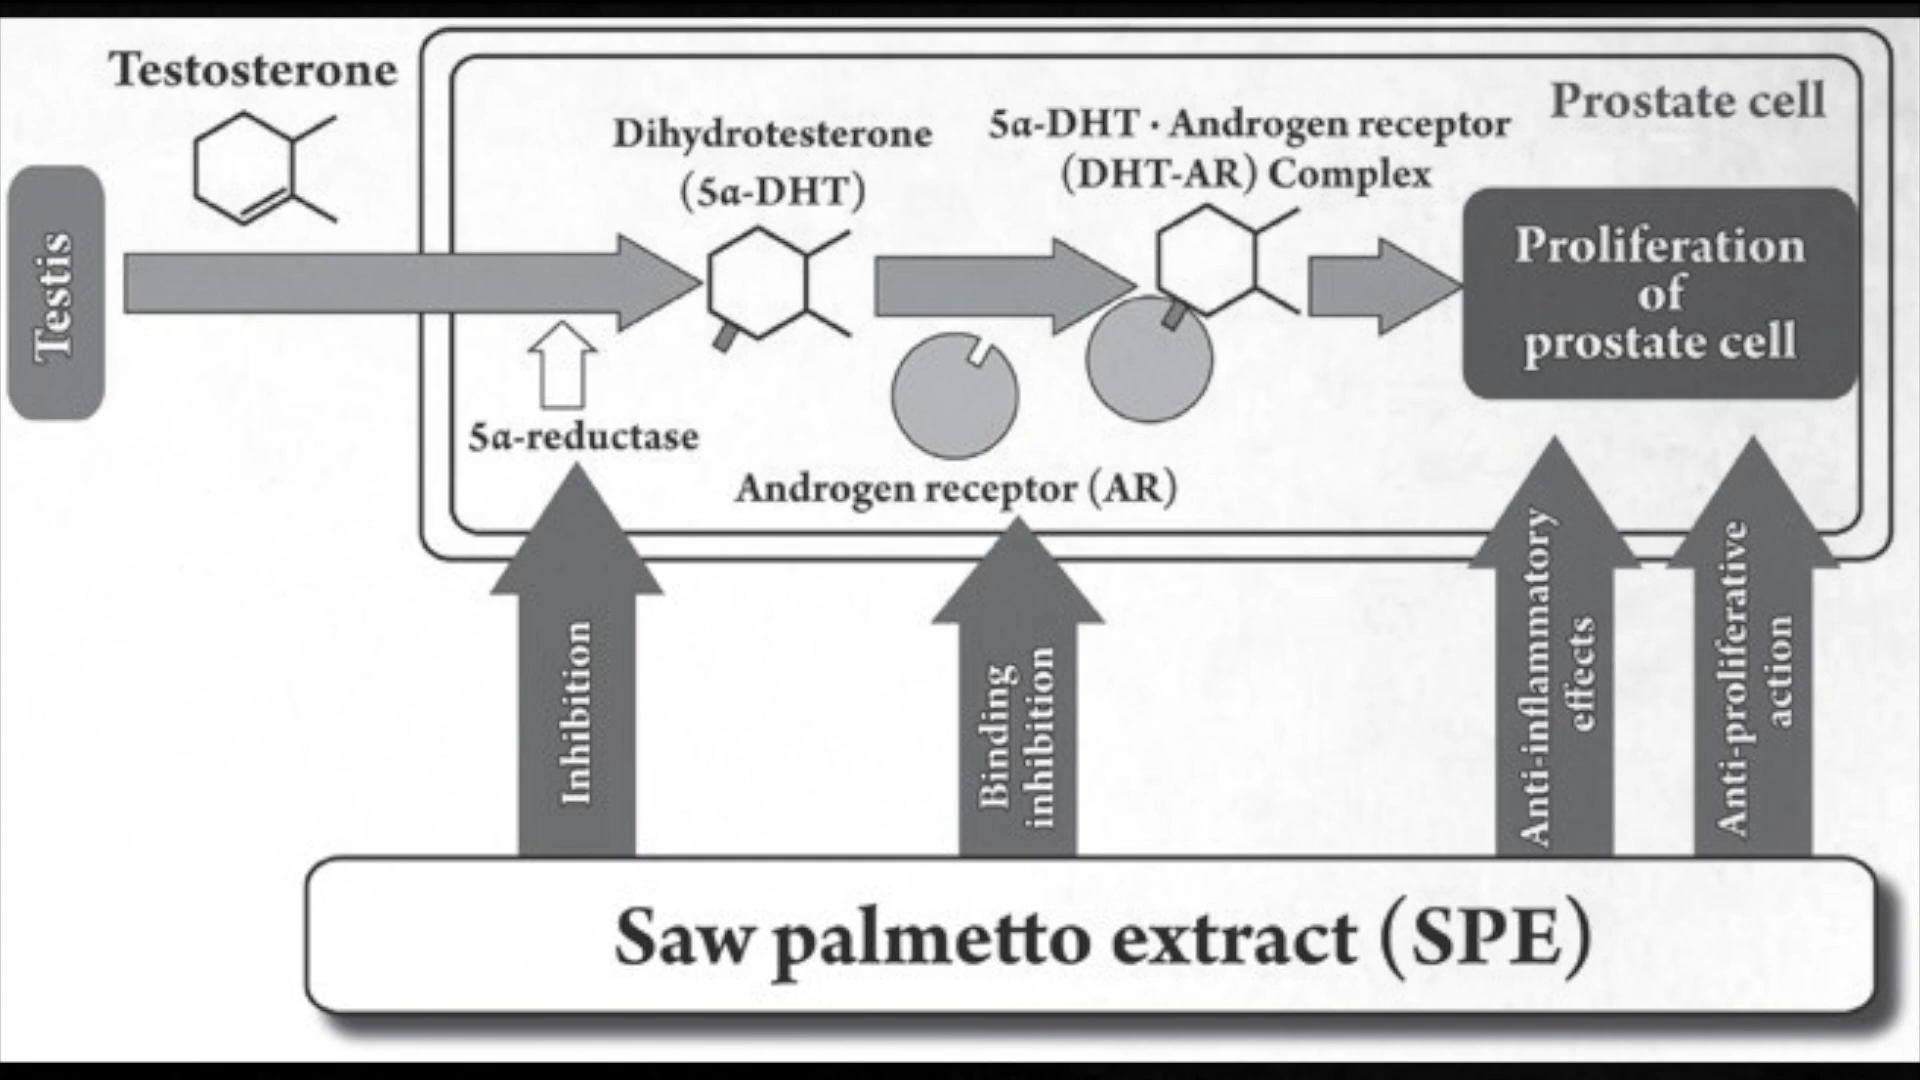 Testosterone
Testis
Dihydrotesterone
(5α-DHT)
5α-DHT · Androgen receptor
(DHT-AR) Complex
Prostate cell
Proliferation
of
prostate cell
5α-reductase
Androgen receptor (AR)
Inhibition
Binding
inhibition
Anti-inflammatory
effects
Anti-proliferative
action
Saw palmetto extract (SPE)